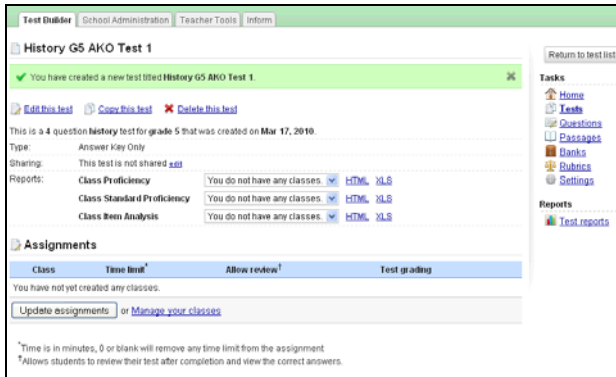 Test Builder School Administration Teacher Tools Inform
History G5 AKO Test 1
Return to test list
You have created a new test titled History G5 AKO Test 1.
Tasks
Home
Tests
Questions
Passages
Banks
Rubrics
Settings
Reports
Test reports
Edit this test Copy this test Delete this test
This is a 4 question history test for grade 5 that was created on Mar 17, 2010.
Type: Answer Key Only
Sharing: This test is not shared edit
Reports: Class Proficiency You do not have any classes. HTML XLS
Class Standard Proficiency You do not have any classes. HTML XLS
Class Item Analysis You do not have any classes. HTML XLS
Assignments
Class Time limit* Allow review† Test grading
You have not yet created any classes.
Update assignments or Manage your classes
*Time is in minutes, 0 or blank will remove any time limit from the assignment
†Allows students to review their test after completion and view the correct answers.